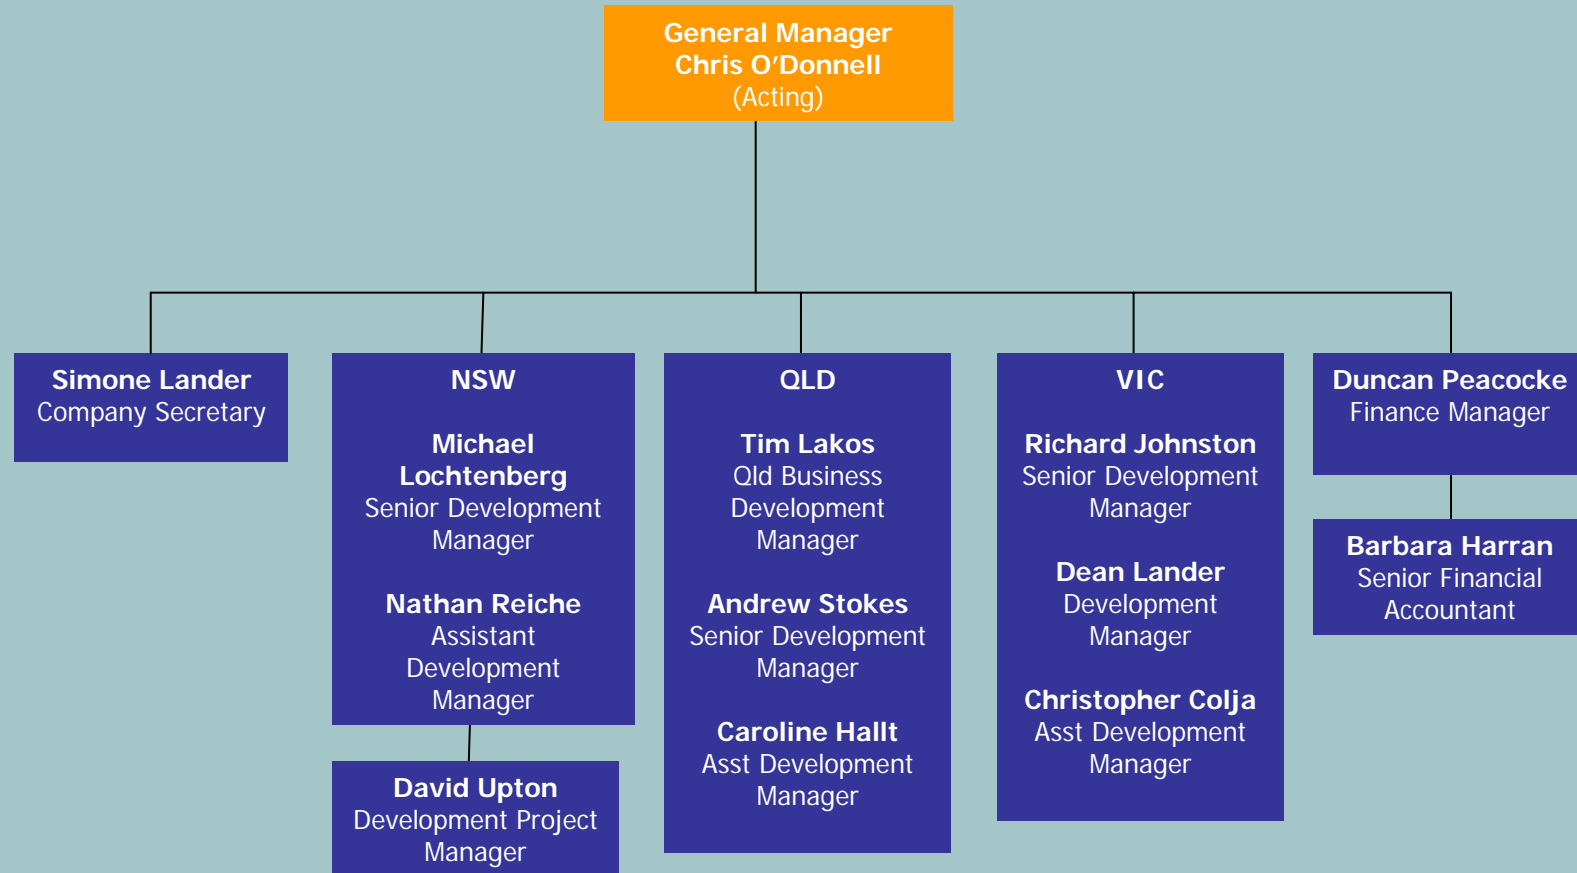 General Manager
Chris O'Donnell
(Acting)
Simone Lander
Company Secretary
NSW
Michael
Lochtenberg
Senior Development
Manager
Nathan Reiche
Assistant
Development
Manager
David Upton
Development Project
Manager
QLD
Tim Lakos
Qld Business
Development
Manager
Andrew Stokes
Senior Development
Manager
Caroline Hallt
Asst Development
Manager
VIC
Richard Johnston
Senior Development
Manager
Dean Lander
Development
Manager
Christopher Colja
Asst Development
Manager
Duncan Peacocke
Finance Manager
Barbara Harran
Senior Financial
Accountant